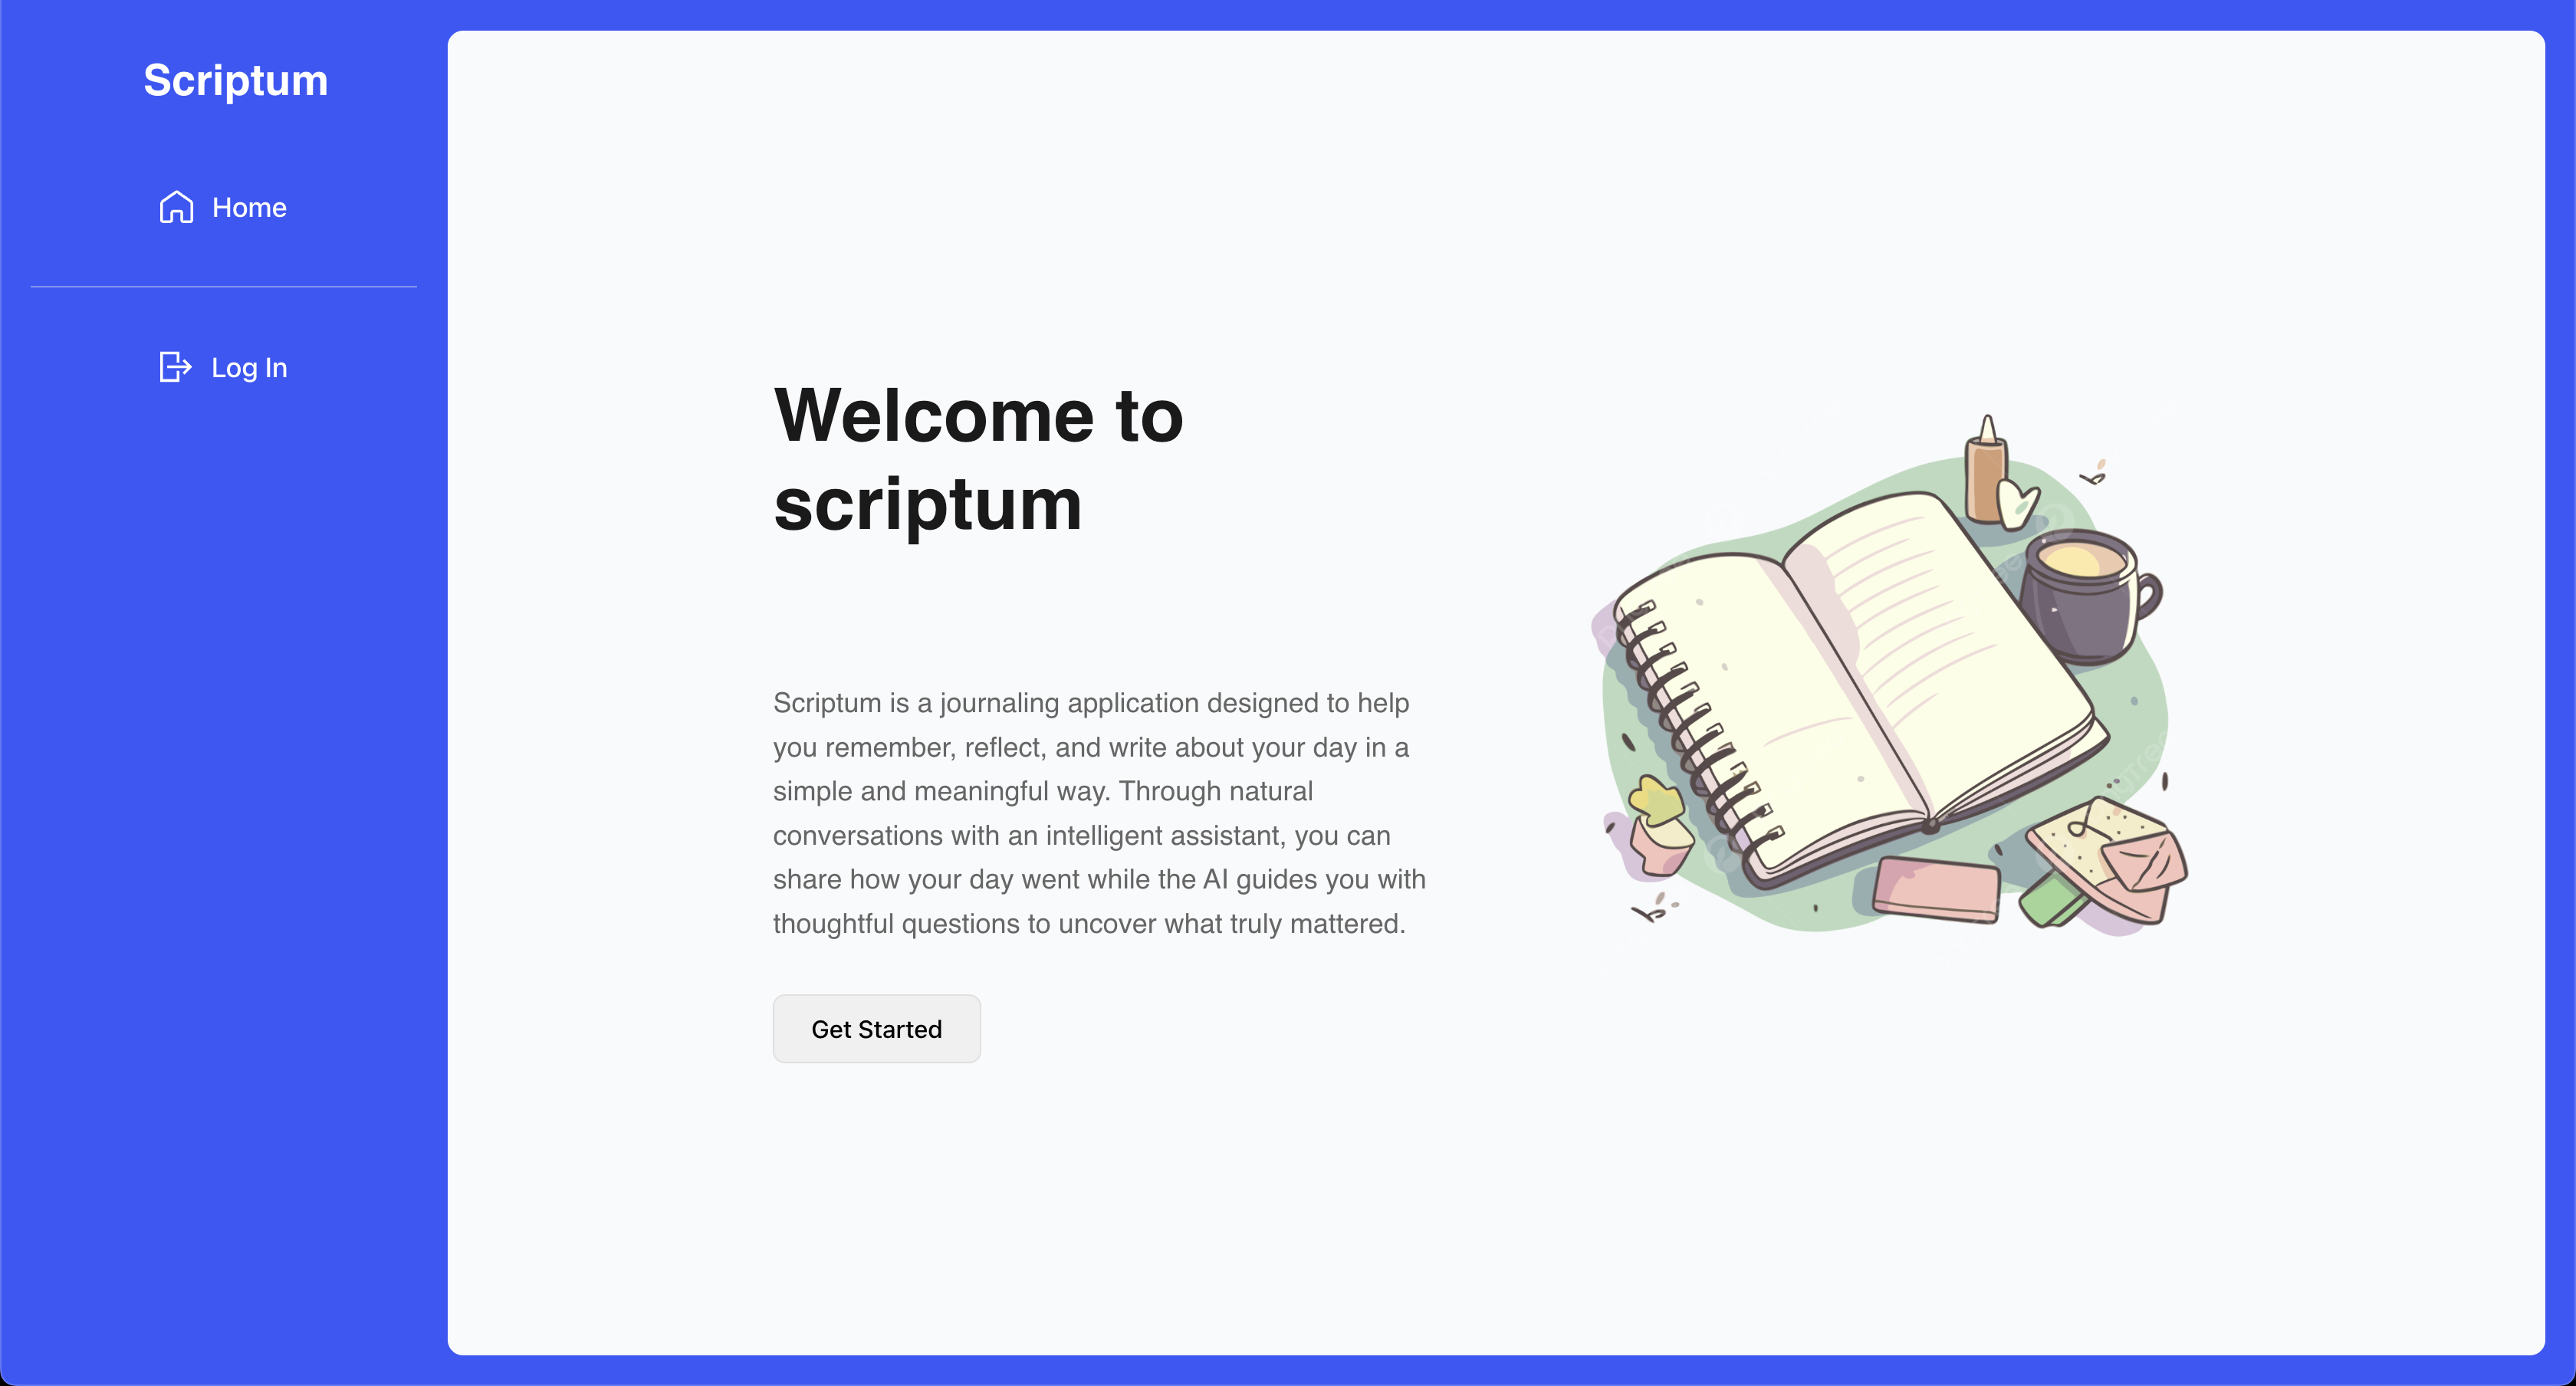 Scriptum
Home
Log In
Welcome to
scriptum
Scriptum is a journaling application designed to help
you remember, reflect, and write about your day in a
simple and meaningful way. Through natural
conversations with an intelligent assistant, you can
share how your day went while the AI guides you with
thoughtful questions to uncover what truly mattered.
Get Started